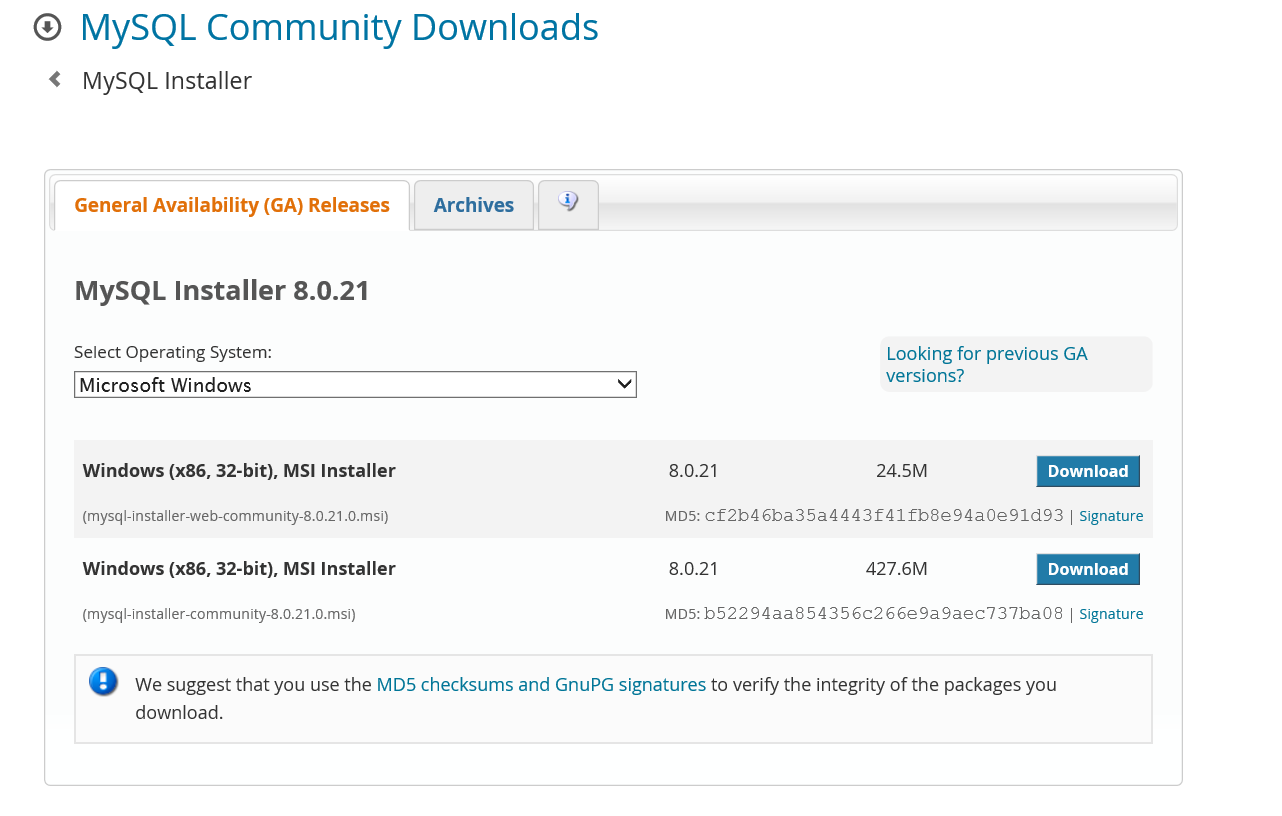 MySQL Community Downloads
MySQL Installer
General Availability (GA) Releases
Archives
MySQL Installer 8.0.21
Select Operating System:
Looking for previous GA
versions?
Microsoft Windows
Windows (x86, 32-bit), MSI Installer 8.0.21 24.5M Download
(mysql-installer-web-community-8.0.21.0.msi) MD5: cf2b46ba35a4443f41fb8e94a0e91d93 | Signature
Windows (x86, 32-bit), MSI Installer 8.0.21 427.6M Download
(mysql-installer-community-8.0.21.0.msi) MD5: b52294aa854356c266e9a9aec737ba08 | Signature
We suggest that you use the MD5 checksums and GnuPG signatures to verify the integrity of the packages you
download.